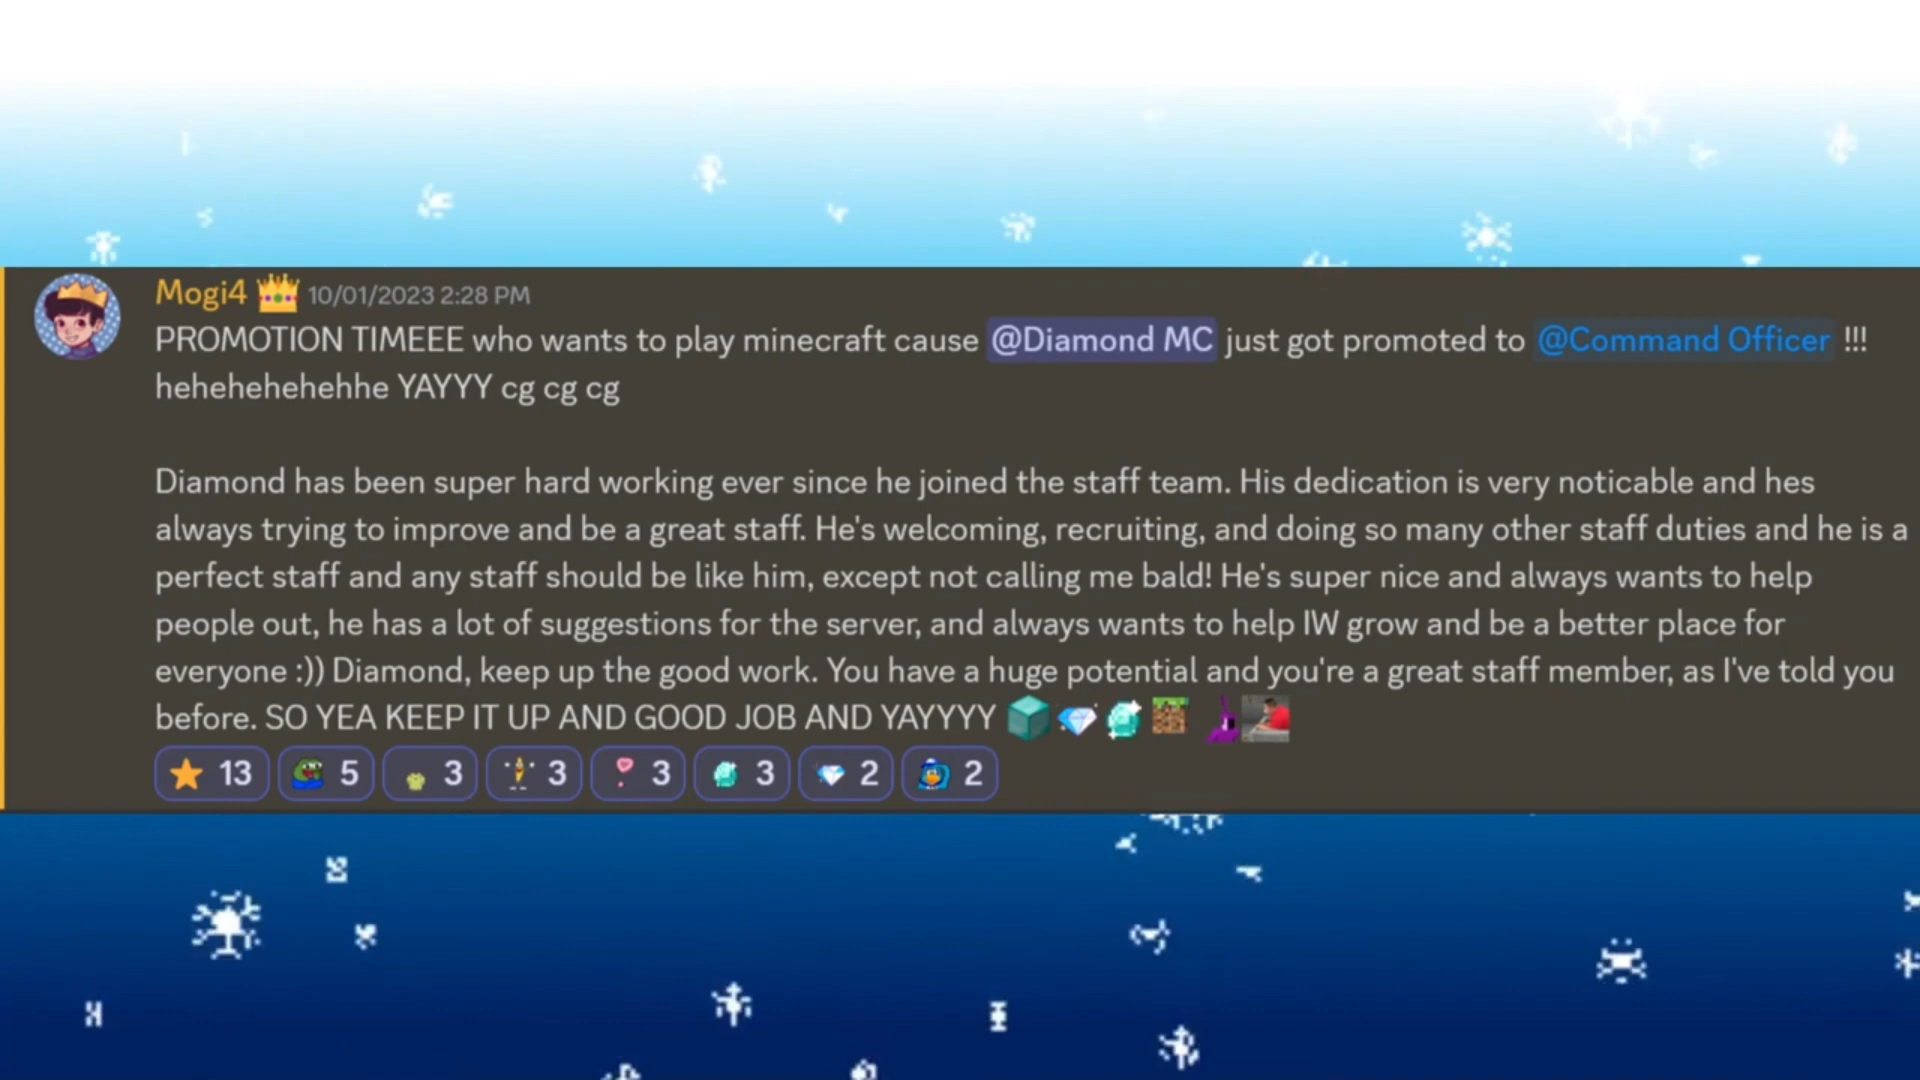 Mogi4 10/01/2023 2:28 PM
PROMOTION TIMEEE who wants to play minecraft cause @Diamond MC just got promoted to @Command Officer !!!
hehehehehehhe YAYYY cg cg cg
Diamond has been super hard working ever since he joined the staff team. His dedication is very noticable and hes
always trying to improve and be a great staff. He's welcoming, recruiting, and doing so many other staff duties and he is a
perfect staff and any staff should be like him, except not calling me bald! He's super nice and always wants to help
people out, he has a lot of suggestions for the server, and always wants to help IW grow and be a better place for
everyone :)) Diamond, keep up the good work. You have a huge potential and you're a great staff member, as I've told you
before. SO YEA KEEP IT UP AND GOOD JOB AND YAYYYY
13 5 3 3 3 3 2 2